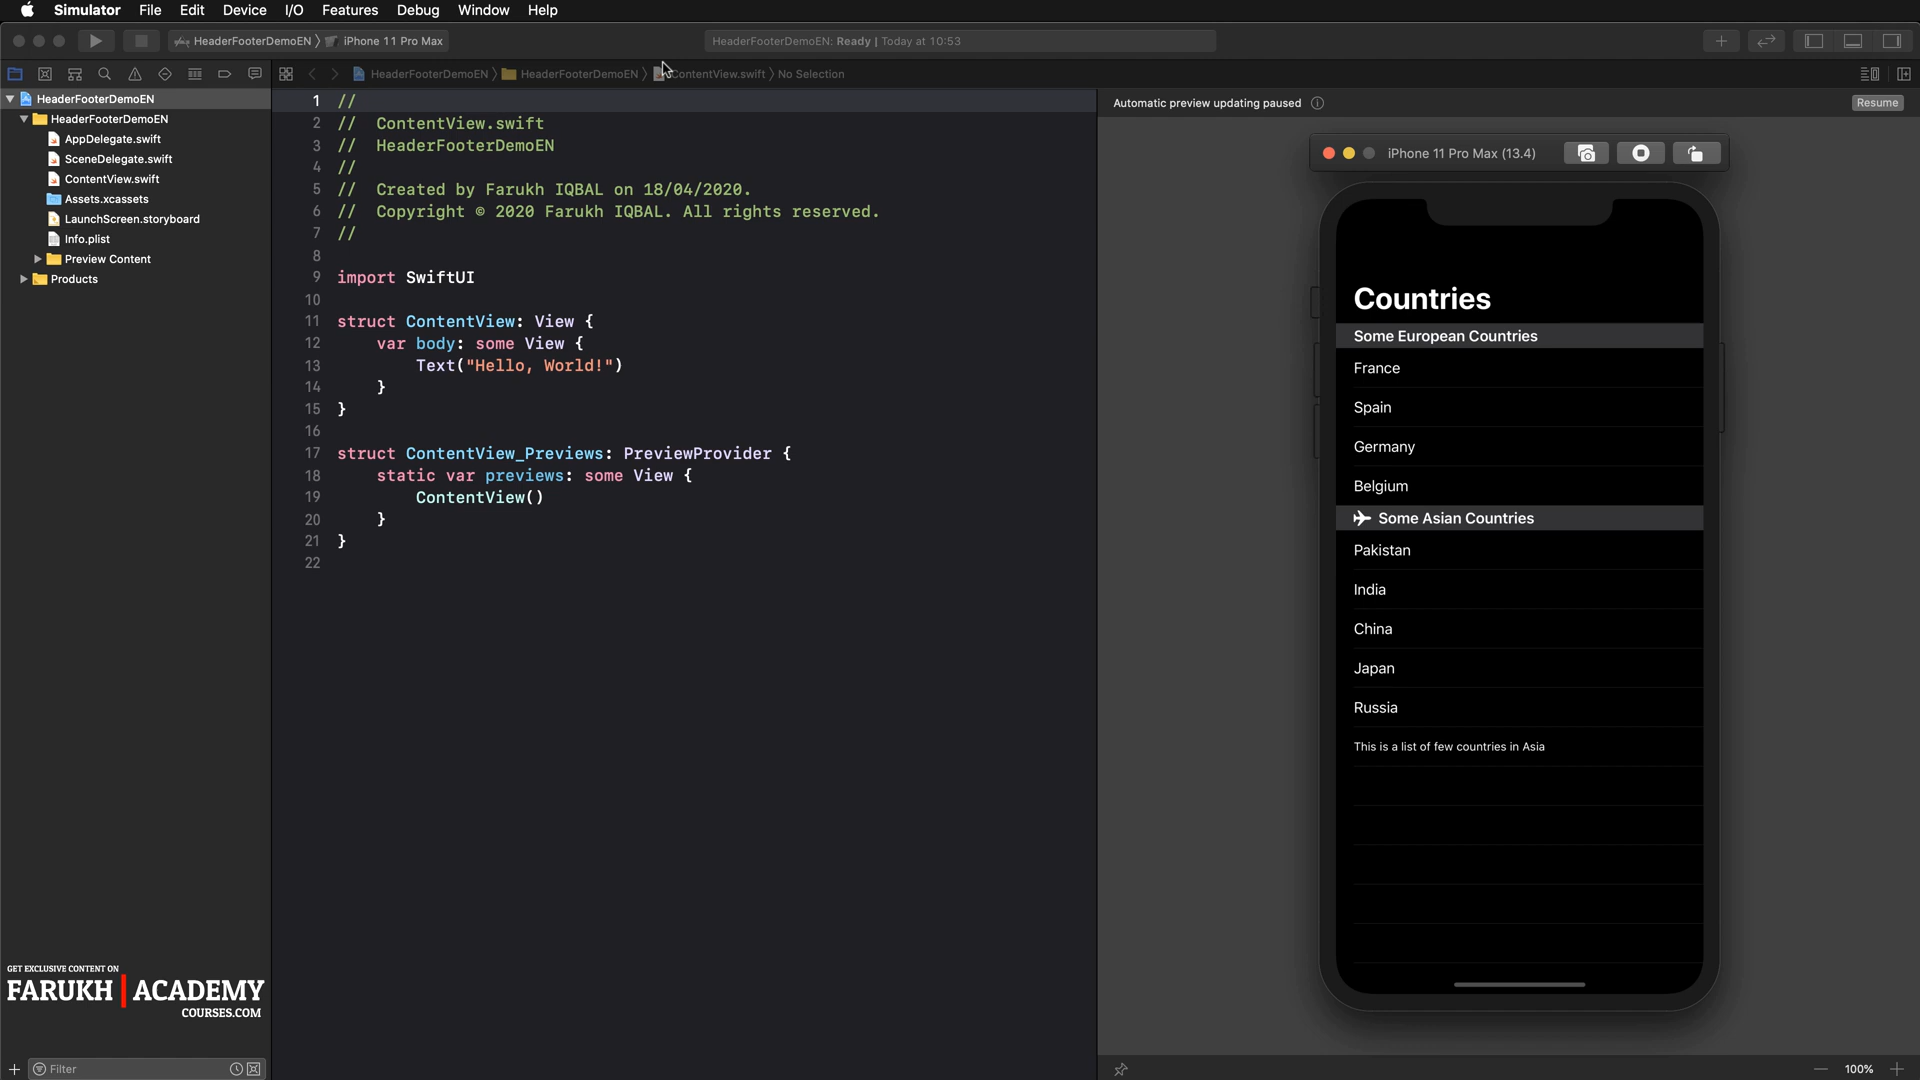 Simulator File Edit Device I/O Features Debug Window Help
HeaderFooterDemoEN 〉 iPhone 11 Pro Max
HeaderFooterDemoEN: Ready | Today at 10:53
HeaderFooterDemoEN 〉 HeaderFooterDemoEN 〉 ContentView.swift 〉 No Selection
HeaderFooterDemoEN
HeaderFooterDemoEN
AppDelegate.swift
SceneDelegate.swift
ContentView.swift
Assets.xcassets
LaunchScreen.storyboard
Info.plist
Preview Content
Products
1 //
2 //  ContentView.swift
3 //  HeaderFooterDemoEN
4 //
5 //  Created by Farukh IQBAL on 18/04/2020.
6 //  Copyright © 2020 Farukh IQBAL. All rights reserved.
7 //
8
9 import SwiftUI
10
11 struct ContentView: View {
12     var body: some View {
13         Text("Hello, World!")
14     }
15 }
16
17 struct ContentView_Previews: PreviewProvider {
18     static var previews: some View {
19         ContentView()
20     }
21 }
22
Automatic preview updating paused
Resume
iPhone 11 Pro Max (13.4)
Countries
Some European Countries
France
Spain
Germany
Belgium
Some Asian Countries
Pakistan
India
China
Japan
Russia
This is a list of few countries in Asia
GET EXCLUSIVE CONTENT ON
FARUKH | ACADEMY
COURSES.COM
Filter
100%